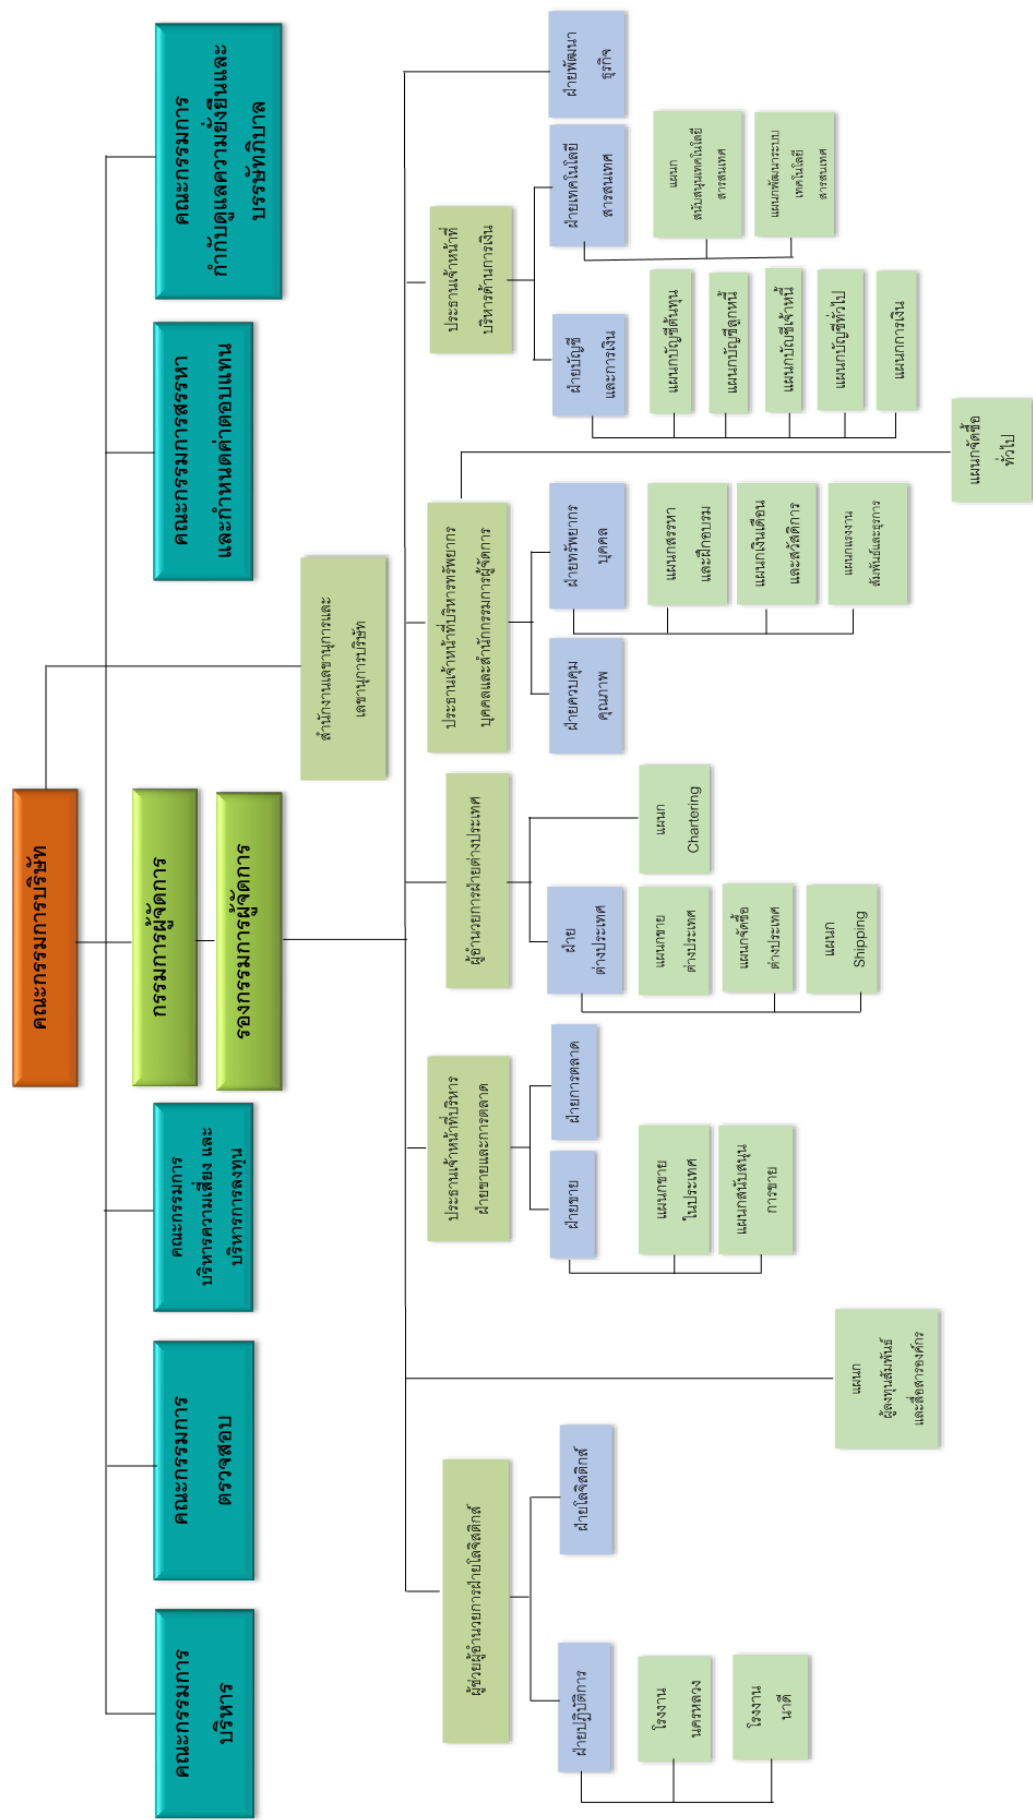 คณะกรรมการบริษัท
คณะกรรมการ
บริหาร
คณะกรรมการ
ตรวจสอบ
คณะกรรมการ
บริหารความเสี่ยง และ
บริหารการลงทุน
กรรมการผู้จัดการ
คณะกรรมการสรรหา
และกำหนดค่าตอบแทน
คณะกรรมการ
กำกับดูแลความยั่งยืนและ
บรรษัทภิบาล
รองกรรมการผู้จัดการ
สำนักงานเลขานุการและ
เลขานุการบริษัท
ผู้ช่วยผู้อำนวยการฝ่ายโลจิสติกส์
ประธานเจ้าหน้าที่บริหาร
ฝ่ายขายและการตลาด
ผู้อำนวยการฝ่ายต่างประเทศ
ประธานเจ้าหน้าที่บริหารทรัพยากร
บุคคลและสำนักกรรมการผู้จัดการ
ประธานเจ้าหน้าที่
บริหารด้านการเงิน
ฝ่ายปฏิบัติการ
ฝ่ายโลจิสติกส์
ฝ่ายขาย
ฝ่ายการตลาด
ฝ่าย
ต่างประเทศ
ฝ่ายควบคุม
คุณภาพ
ฝ่ายทรัพยากร
บุคคล
ฝ่ายบัญชี
และการเงิน
ฝ่ายเทคโนโลยี
สารสนเทศ
ฝ่ายพัฒนา
ธุรกิจ
โรงงาน
นครหลวง
โรงงาน
นาดี
แผนก
ผู้ลงทุนสัมพันธ์
และสื่อสารองค์กร
แผนกขาย
ในประเทศ
แผนกสนับสนุน
การขาย
แผนกขาย
ต่างประเทศ
แผนกจัดซื้อ
ต่างประเทศ
แผนก
Shipping
แผนก
Chartering
แผนกสรรหา
และฝึกอบรม
แผนกเงินเดือน
และสวัสดิการ
แผนกแรงงาน
สัมพันธ์และธุรการ
แผนกจัดซื้อ
ทั่วไป
แผนกบัญชีต้นทุน
แผนกบัญชีลูกหนี้
แผนกบัญชีเจ้าหนี้
แผนกบัญชีทั่วไป
แผนกการเงิน
แผนก
สนับสนุนเทคโนโลยี
สารสนเทศ
แผนกพัฒนาระบบ
เทคโนโลยี
สารสนเทศ